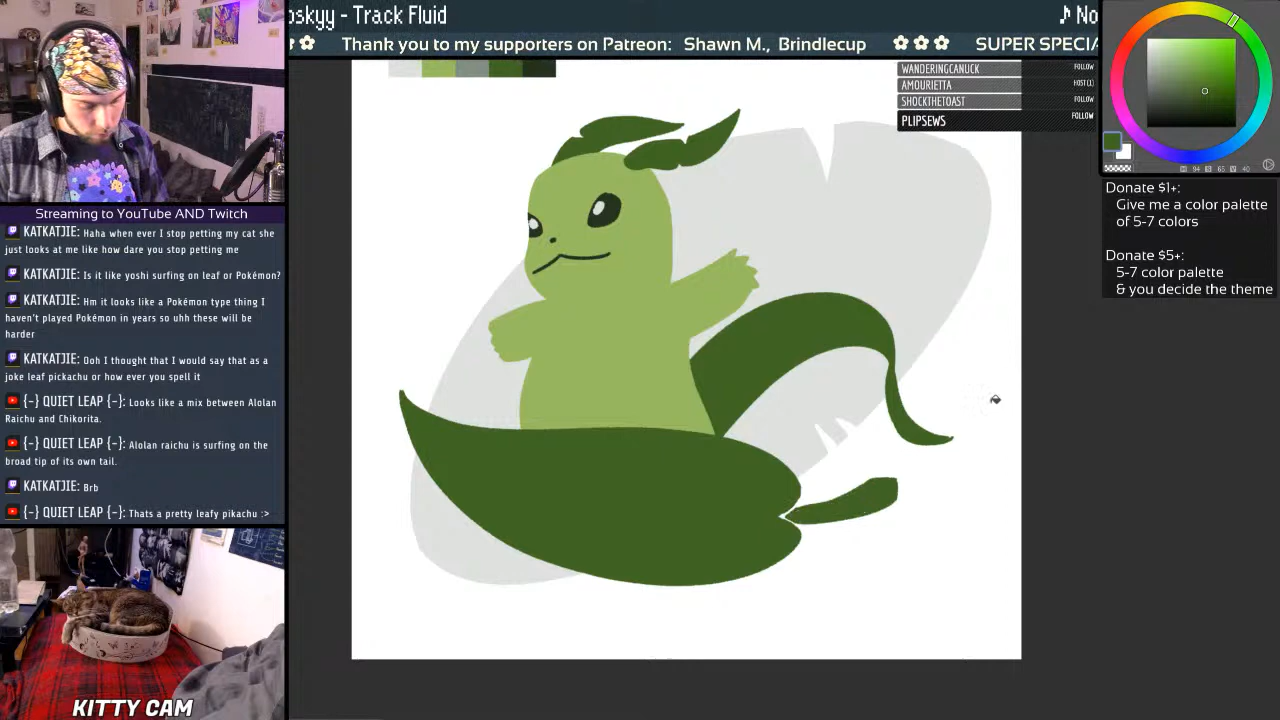 oskyy - Track Fluid
♪ No
Thank you to my supporters on Patreon: Shawn M., Brindlecup ✿ ✿ ✿ SUPER SPECIA
WANDERINGCANUCK FOLLOW
AMOURIETTA HOST[1]
SHOCKTHETOAST FOLLOW
PLIPSEWS FOLLOW
94 65 40
Donate $1+:
Give me a color palette
of 5-7 colors
Donate $5+:
5-7 color palette
& you decide the theme
Streaming to YouTube AND Twitch
KATKATJIE: Haha when ever I stop petting my cat she
just looks at me like how dare you stop petting
me
KATKATJIE: Is it like yoshi surfing on leaf or Pokémon?
KATKATJIE: Hm it looks like a Pokémon type thing I
haven't played Pokémon in years so uhh these will be
harder
KATKATJIE: Ooh I thought that I would say that as a
joke leaf pickachu or how ever you spell it
{-} QUIET LEAP {-}: Looks like a mix between Alolan
Raichu and Chikorita.
{-} QUIET LEAP {-}: Alolan raichu is surfing on the
broad tip of its own tail.
KATKATJIE: Brb
{-} QUIET LEAP {-}: Thats a pretty leafy pikachu :>
KITTY CAM